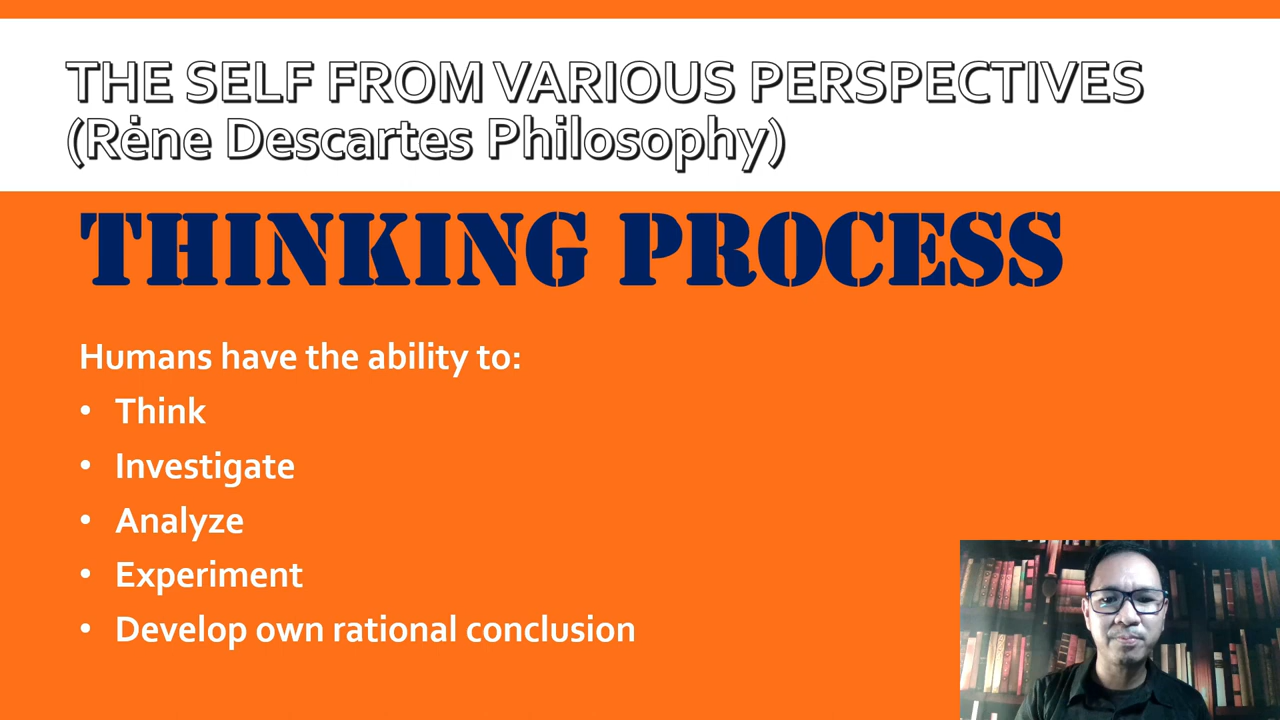 THE SELF FROM VARIOUS PERSPECTIVES
(Rėne Descartes Philosophy)
THINKING PROCESS
Humans have the ability to:
• Think
• Investigate
• Analyze
• Experiment
• Develop own rational conclusion